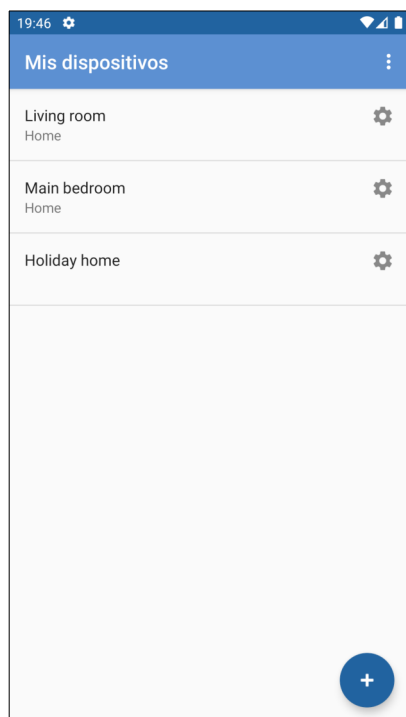 19:46
Mis dispositivos
Living room
Home
Main bedroom
Home
Holiday home
+